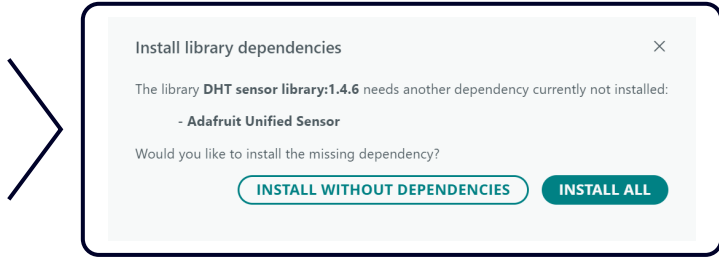 Install library dependencies
The library DHT sensor library:1.4.6 needs another dependency currently not installed:
- Adafruit Unified Sensor
Would you like to install the missing dependency?
INSTALL WITHOUT DEPENDENCIES INSTALL ALL